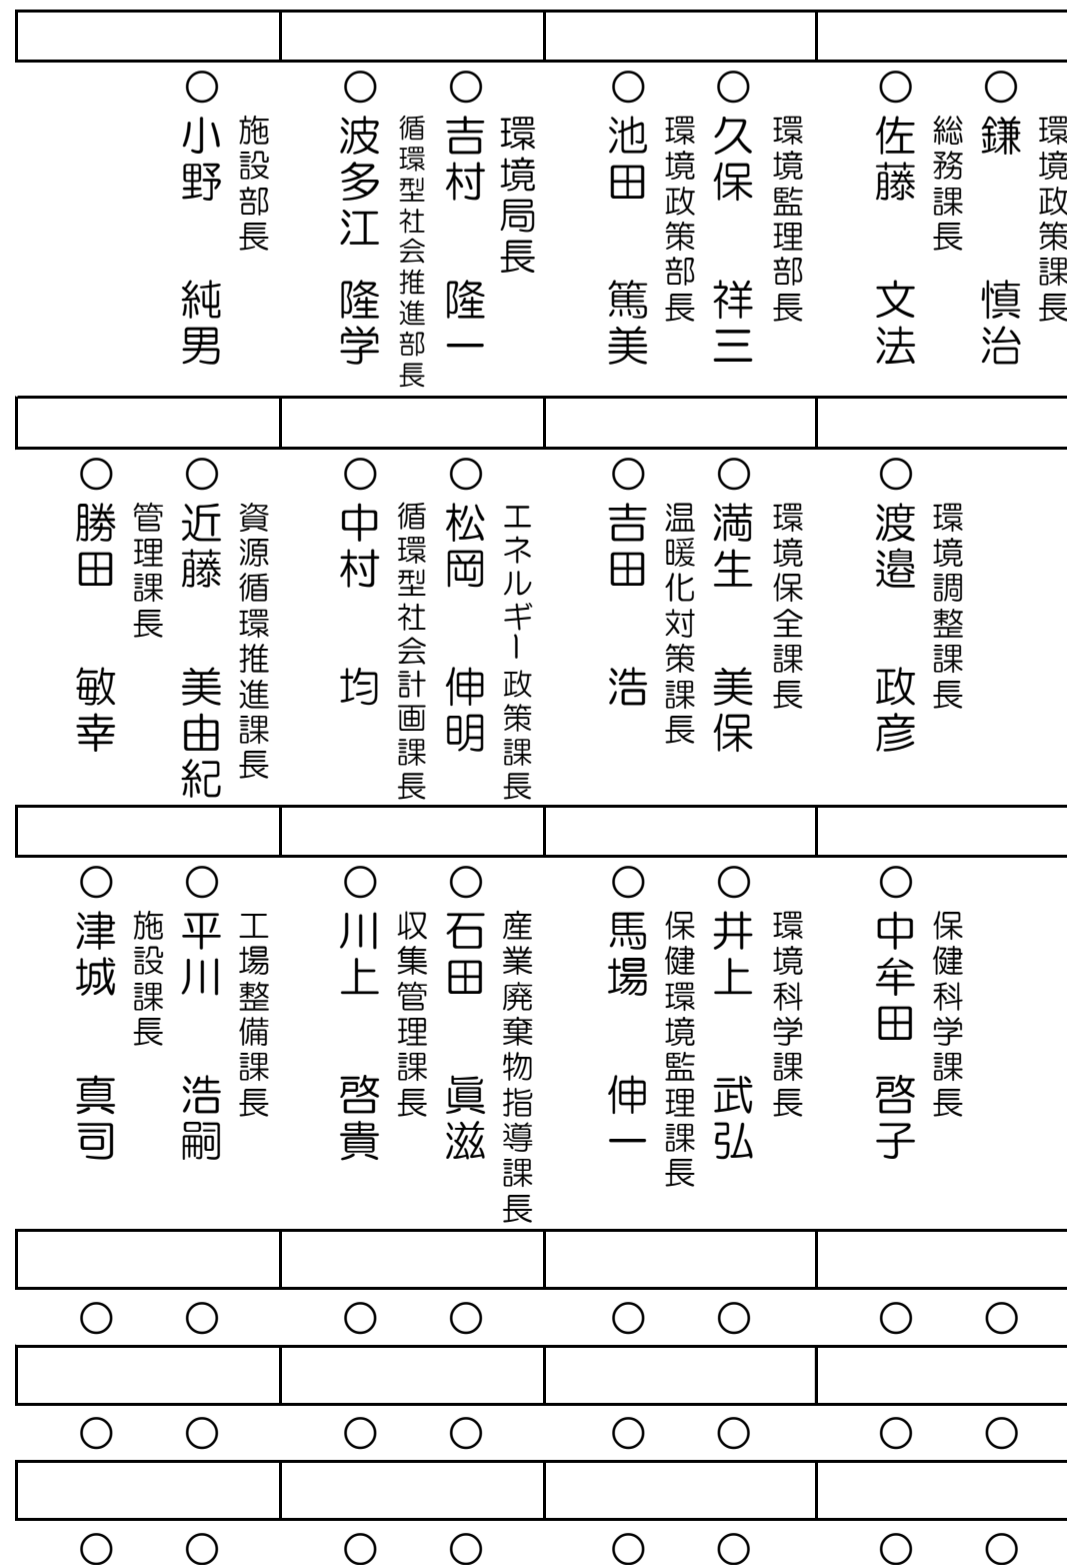 環境政策課長
○鎌 慎治
総務課長
○佐藤 文法
環境監理部長
○久保 祥三
環境政策部長
○池田 篤美
環境局長
○吉村 隆一
循環型社会推進部長
○波多江 隆学
施設部長
○小野 純男
環境調整課長
○渡邉 政彦
環境保全課長
○満生 美保
温暖化対策課長
○吉田 浩
エネルギー政策課長
○松岡 伸明
循環型社会計画課長
○中村 均
資源循環推進課長
○近藤 美由紀
管理課長
○勝田 敏幸
保健科学課長
○中牟田 啓子
環境科学課長
○井上 武弘
保健環境監理課長
○馬場 伸一
産業廃棄物指導課長
○石田 眞滋
収集管理課長
○川上 啓貴
工場整備課長
○平川 浩嗣
施設課長
○津城 真司
○ ○ ○ ○ ○ ○ ○ ○
○ ○ ○ ○ ○ ○ ○ ○
○ ○ ○ ○ ○ ○ ○ ○